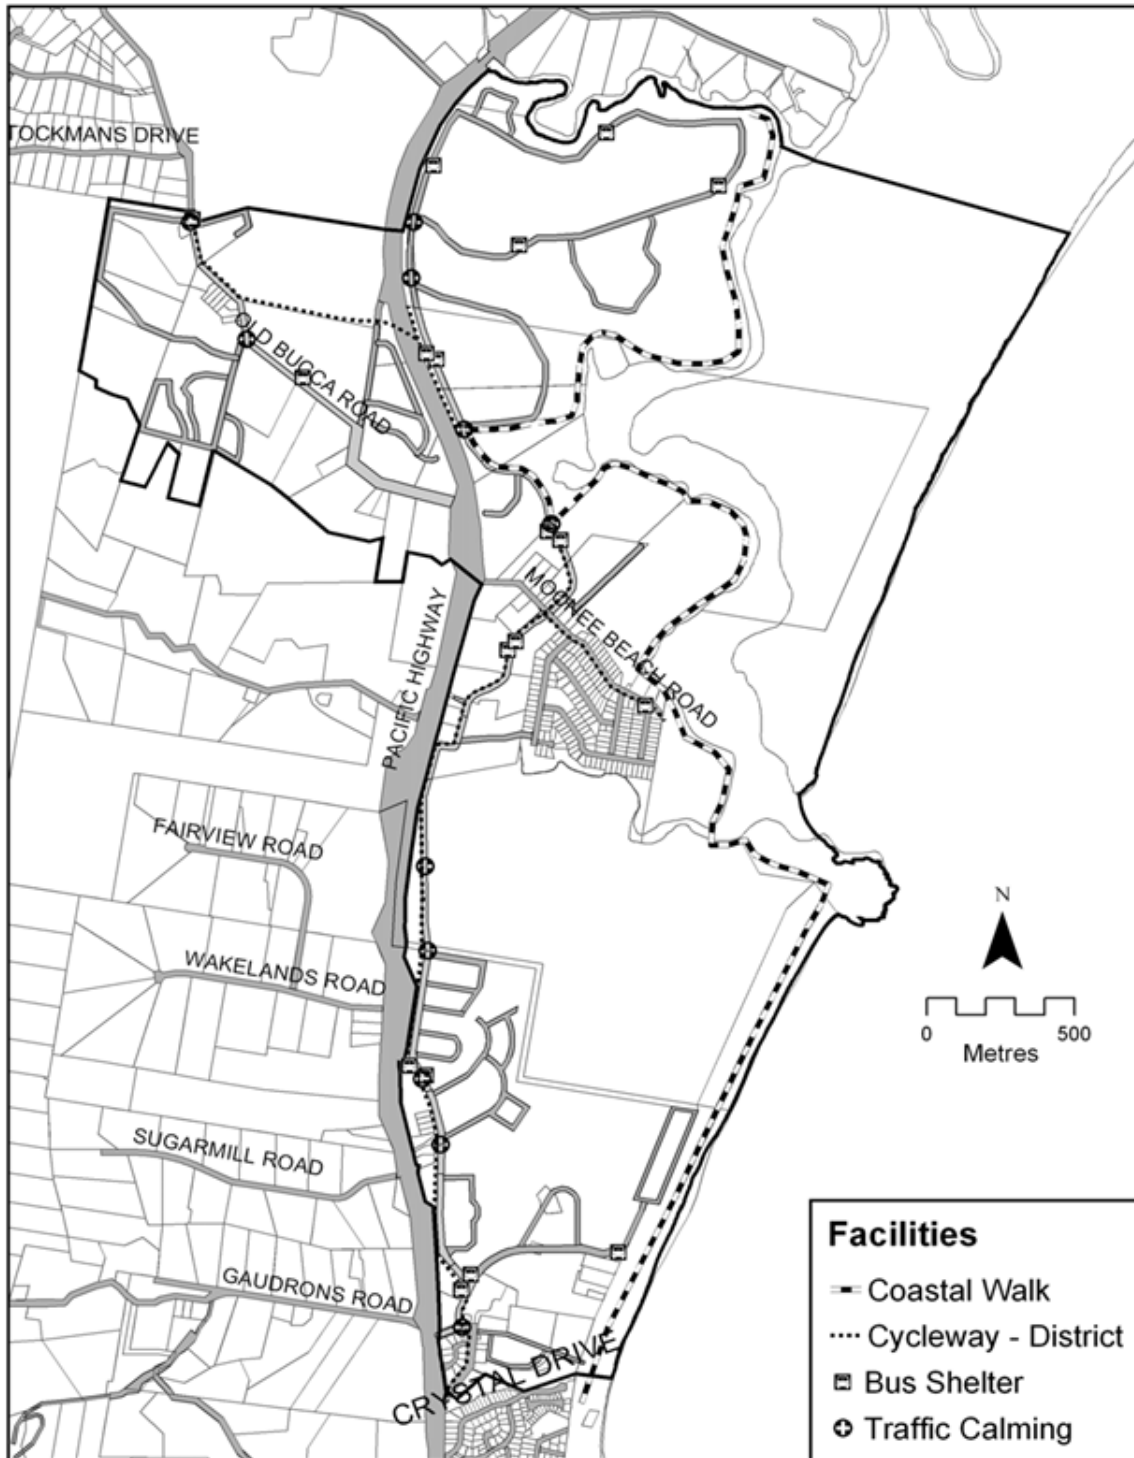 TOCKMANS DRIVE
LD BUCCA ROAD
MOONEE BEACH ROAD
PACIFIC HIGHWAY
FAIRVIEW ROAD
WAKELANDS ROAD
N
0 500
Metres
SUGARMILL ROAD
GAUDRONS ROAD
CRYSTAL DRIVE
Facilities
Coastal Walk
Cycleway - District
Bus Shelter
Traffic Calming